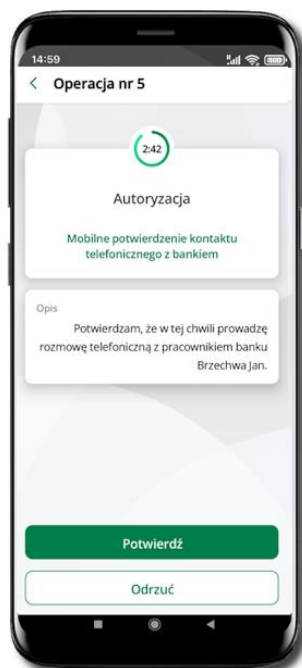 14:59
Operacja nr 5
2:42
Autoryzacja
Mobilne potwierdzenie kontaktu
telefonicznego z bankiem
Opis
Potwierdzam, że w tej chwili prowadzę
rozmowę telefoniczną z pracownikiem banku
Brzechwa Jan.
Potwierdź
Odrzuć